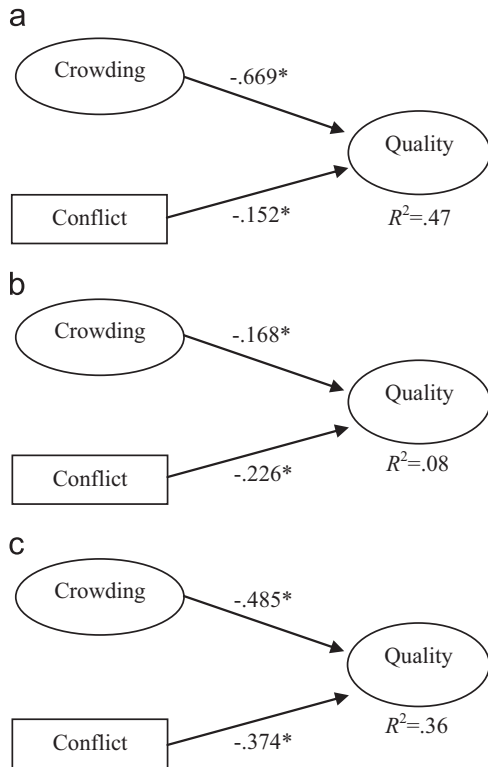 a
Crowding
-.669*
Quality
Conflict
-.152*
R²=.47
b
Crowding
-.168*
Quality
Conflict
-.226*
R²=.08
c
Crowding
-.485*
Quality
Conflict
-.374*
R²=.36